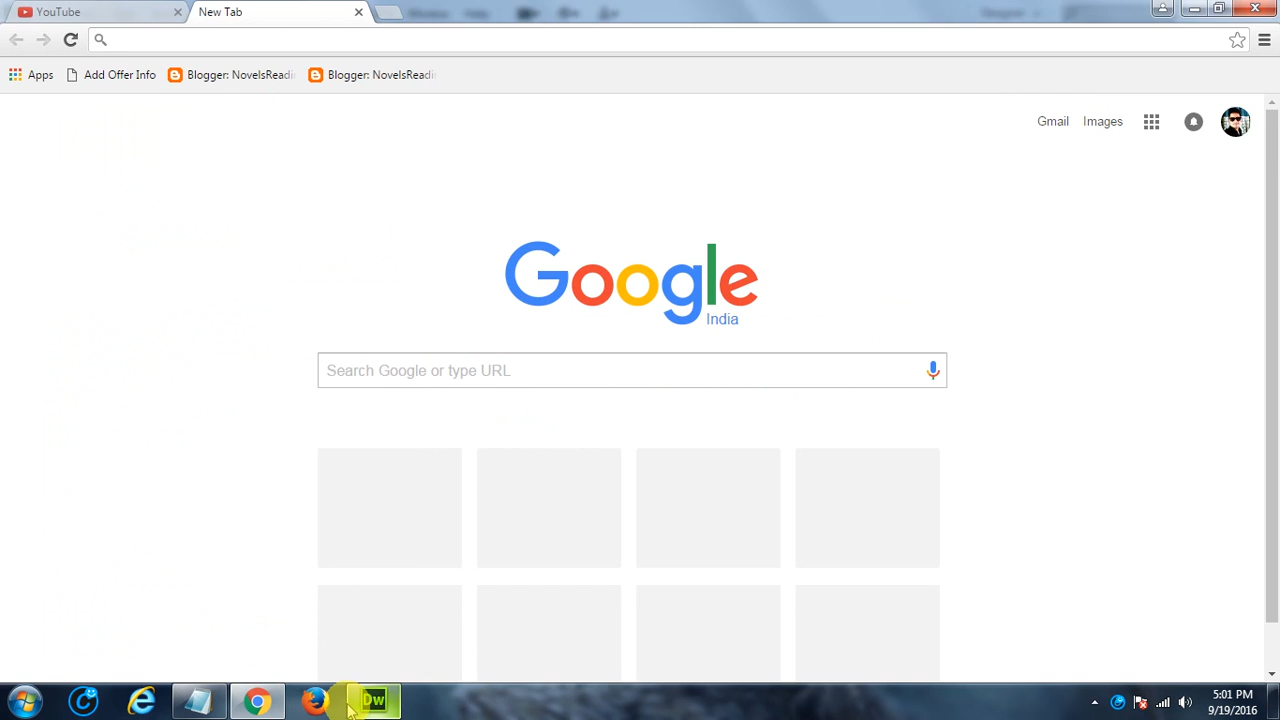 YouTube
New Tab
Apps
Add Offer Info
Blogger: NovelsReadi
Blogger: NovelsReadi
Gmail
Images
Google
India
Search Google or type URL
Dw
5:01 PM
9/19/2016